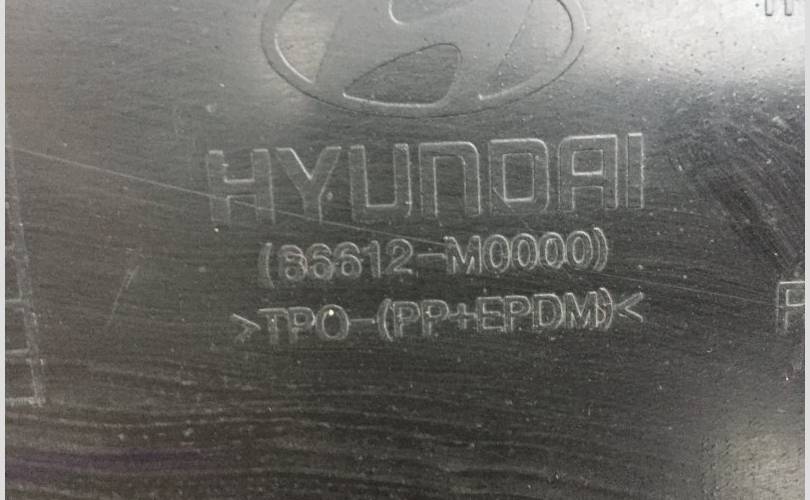 HYUNDAI
(86612-M0000)
>TPO-(PP+EPDM)<